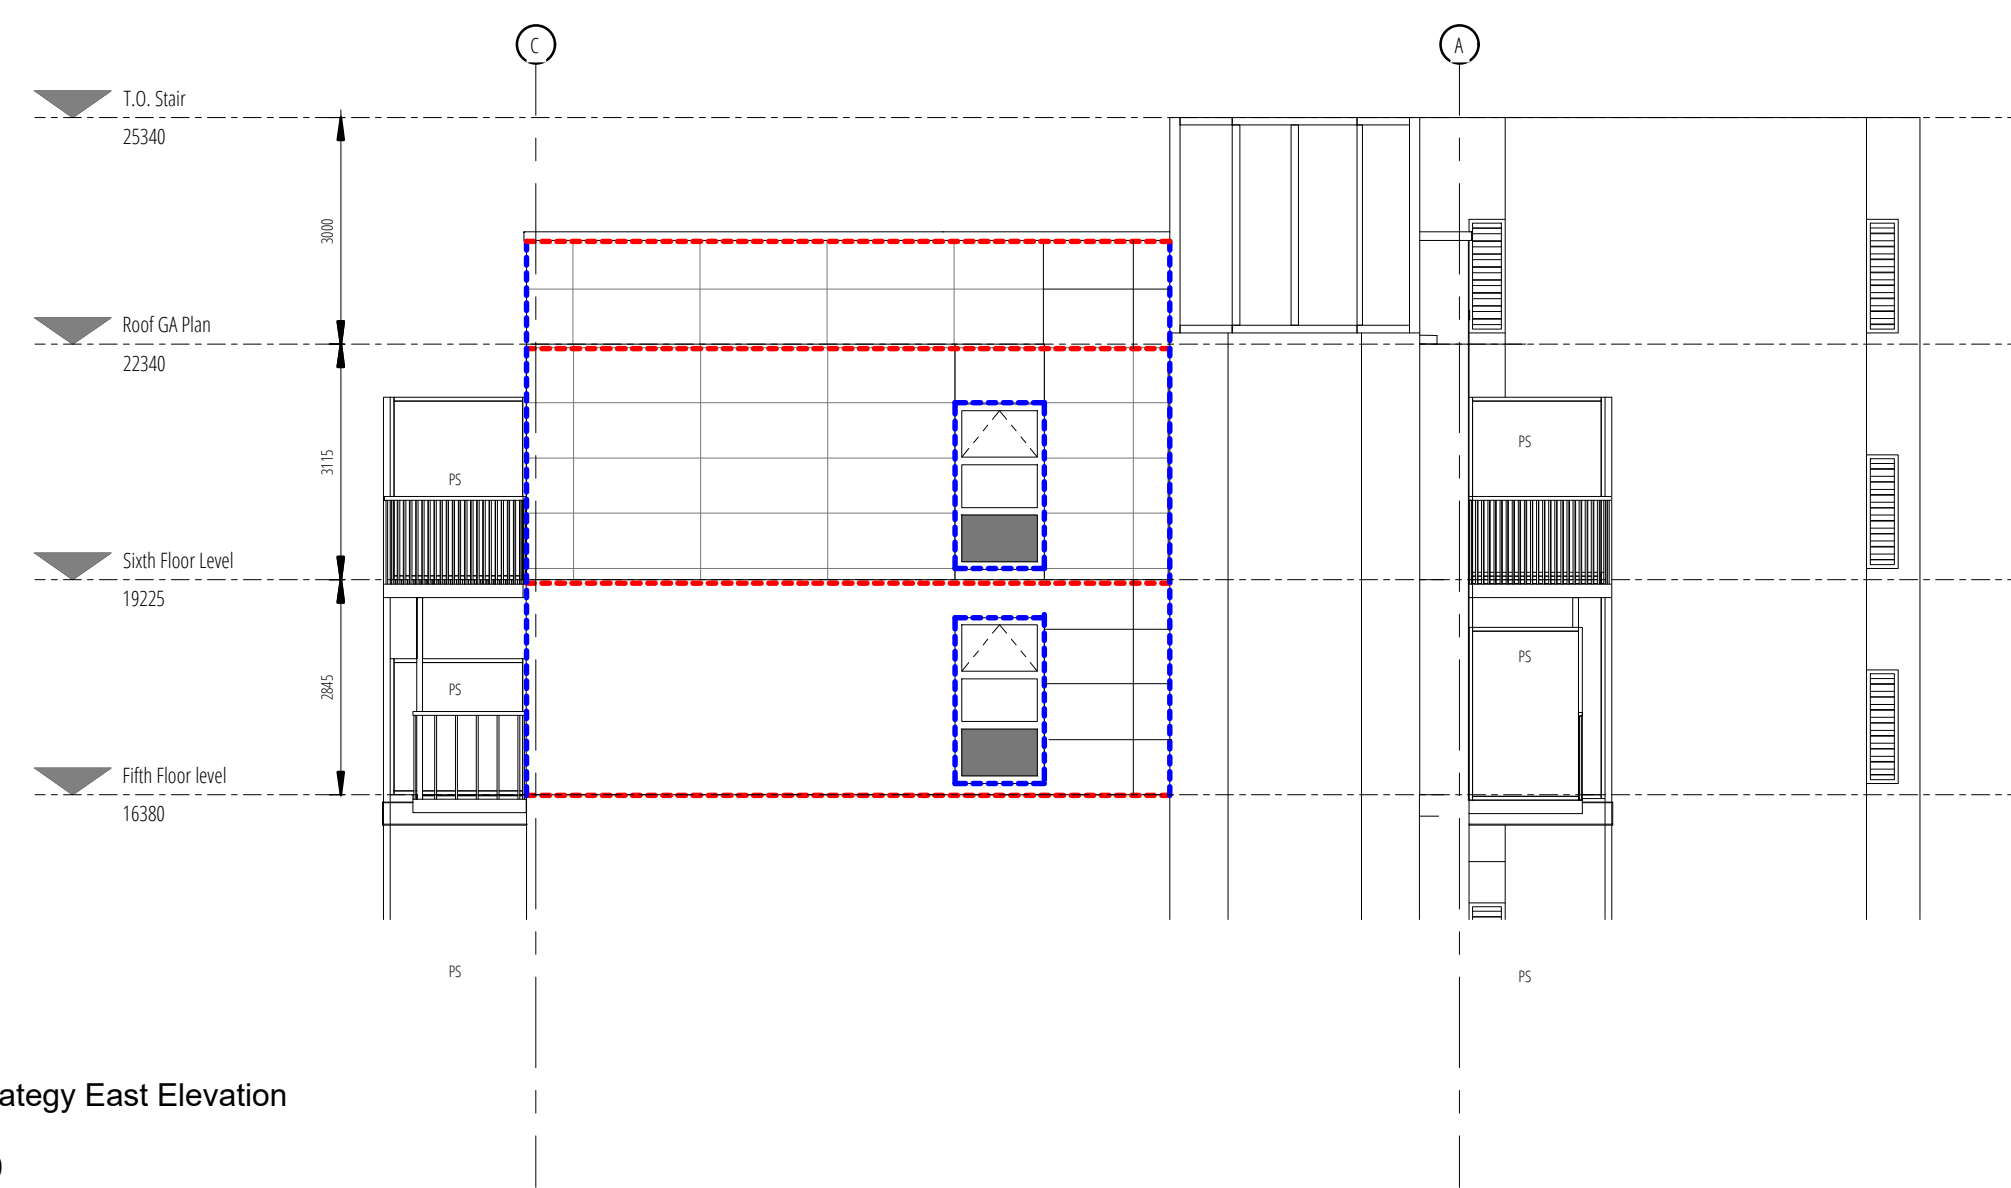 C
A
T.O. Stair
25340
3000
Roof GA Plan
22340
3115
PS
PS
Sixth Floor Level
19225
2845
PS
PS
Fifth Floor level
16380
PS
PS
ategy East Elevation
)